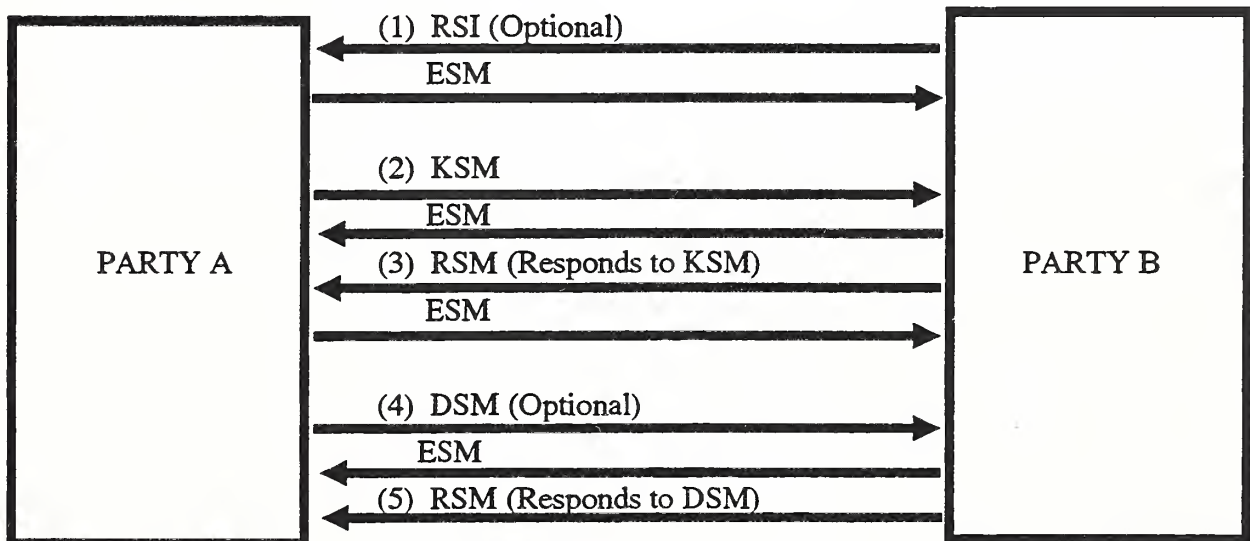 (1) RSI (Optional)
ESM
(2) KSM
ESM
PARTY A
(3) RSM (Responds to KSM)
PARTY B
ESM
(4) DSM (Optional)
ESM
(5) RSM (Responds to DSM)